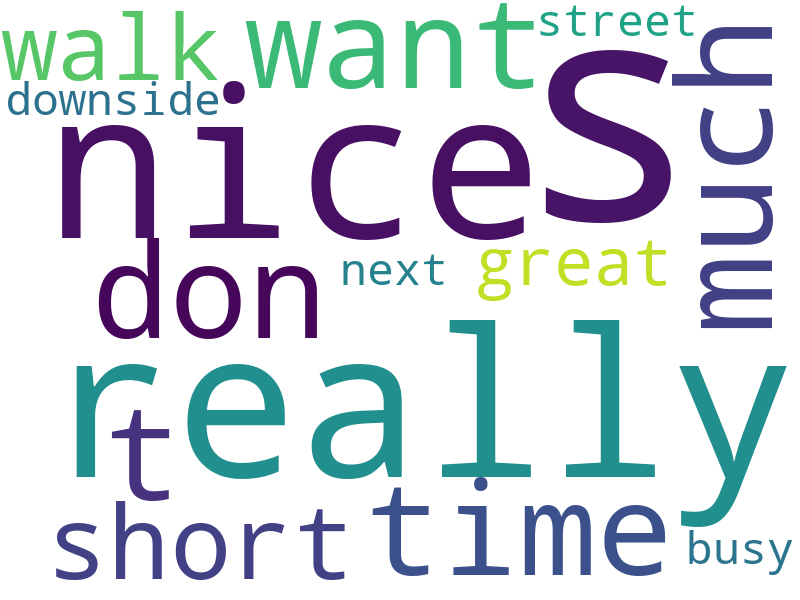 walk want street
downside
nice s much
don next great
really
t
short time busy